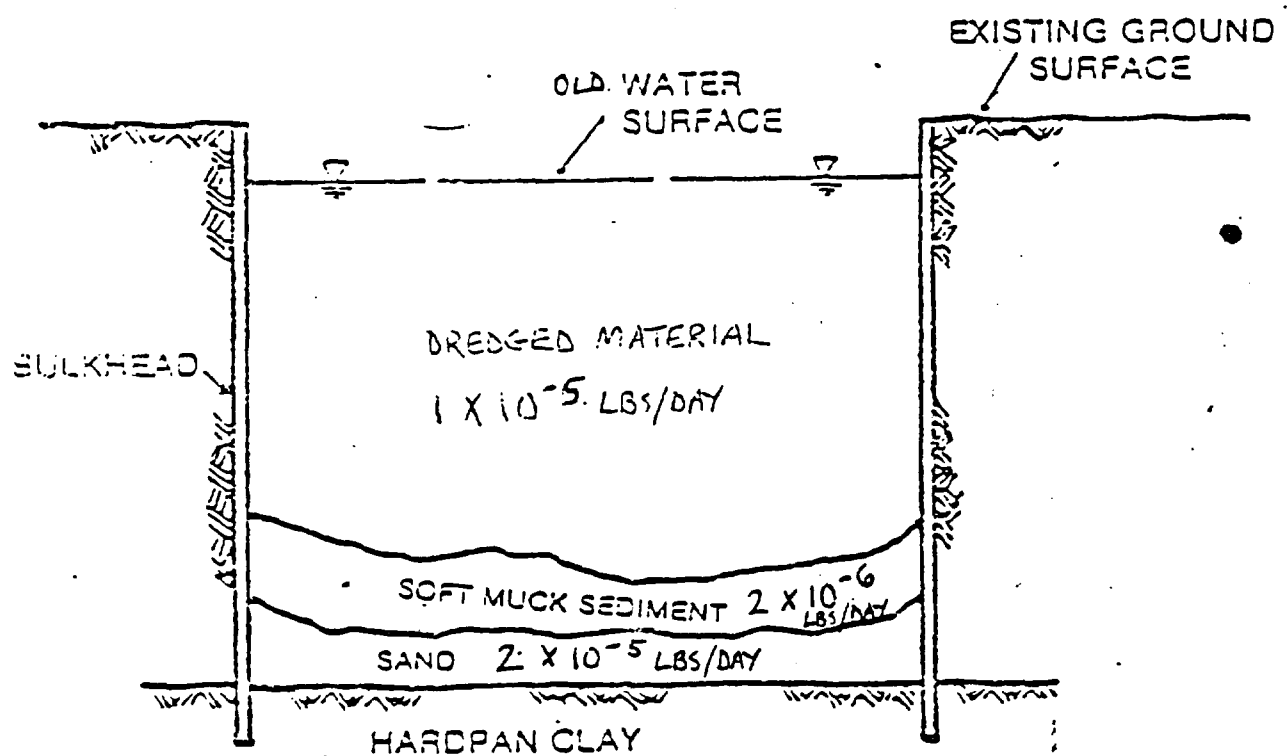 EXISTING GROUND
SURFACE
OLD. WATER
SURFACE
DREDGED MATERIAL
1 X 10⁻⁵ LBS/DAY
BULKHEAD
SOFT MUCK SEDIMENT 2 X 10⁻⁶
LBS/DAY
SAND 2 X 10⁻⁵ LBS/DAY
HARDPAN CLAY